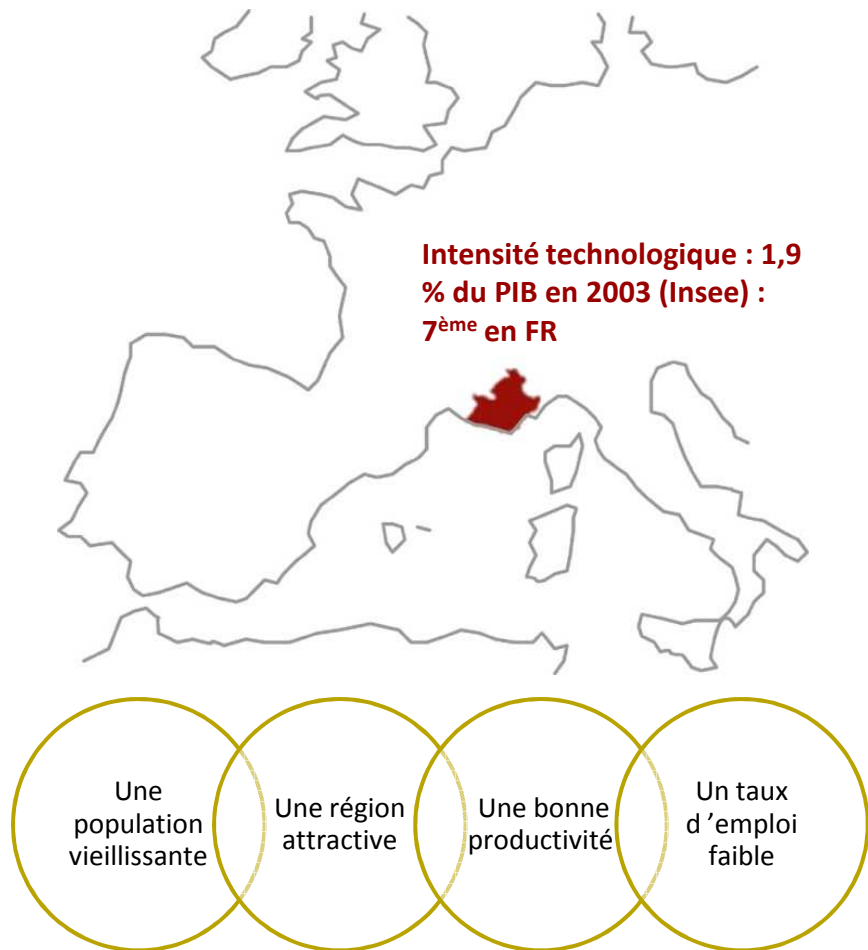 Intensité technologique : 1,9
% du PIB en 2003 (Insee) :
7ème en FR
Une
population
vieillissante
Une région
attractive
Une bonne
productivité
Un taux
d ’emploi
faible